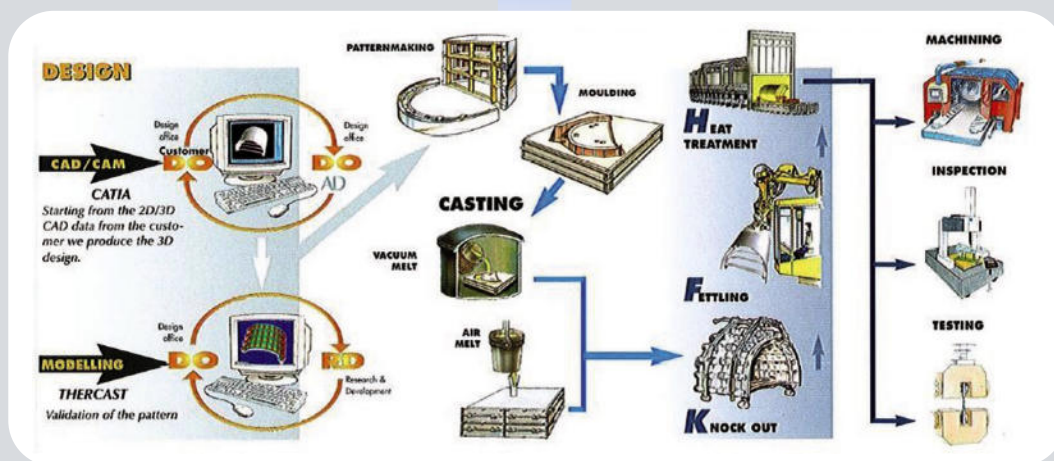 DESIGN
Design
office
Customer
DO
Design
office
DO
AD
CAD/CAM
CATIA
Starting from the 2D/3D
CAD data from the custo-
mer we produce the 3D
design.
Design
office
DO
R&D
Research &
Development
MODELLING
THERCAST
Validation of the pattern
PATTERNMAKING
MOULDING
CASTING
VACUUM
MELT
AIR
MELT
HEAT
TREATMENT
FETTLING
KNOCK OUT
MACHINING
INSPECTION
TESTING